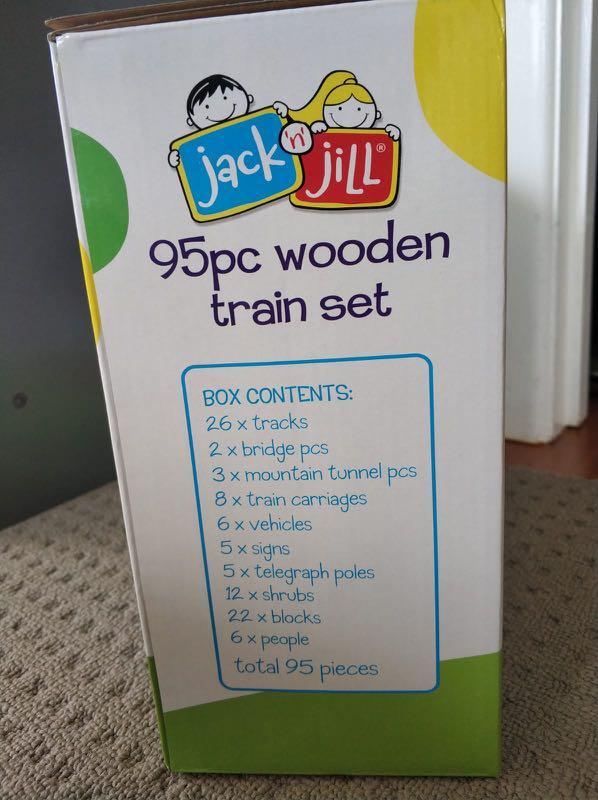 jack 'n' jill®
95pc wooden
train set
BOX CONTENTS:
26 x tracks
2 x bridge pcs
3 x mountain tunnel pcs
8 x train carriages
6 x vehicles
5 x signs
5 x telegraph poles
12 x shrubs
22 x blocks
6 x people
total 95 pieces